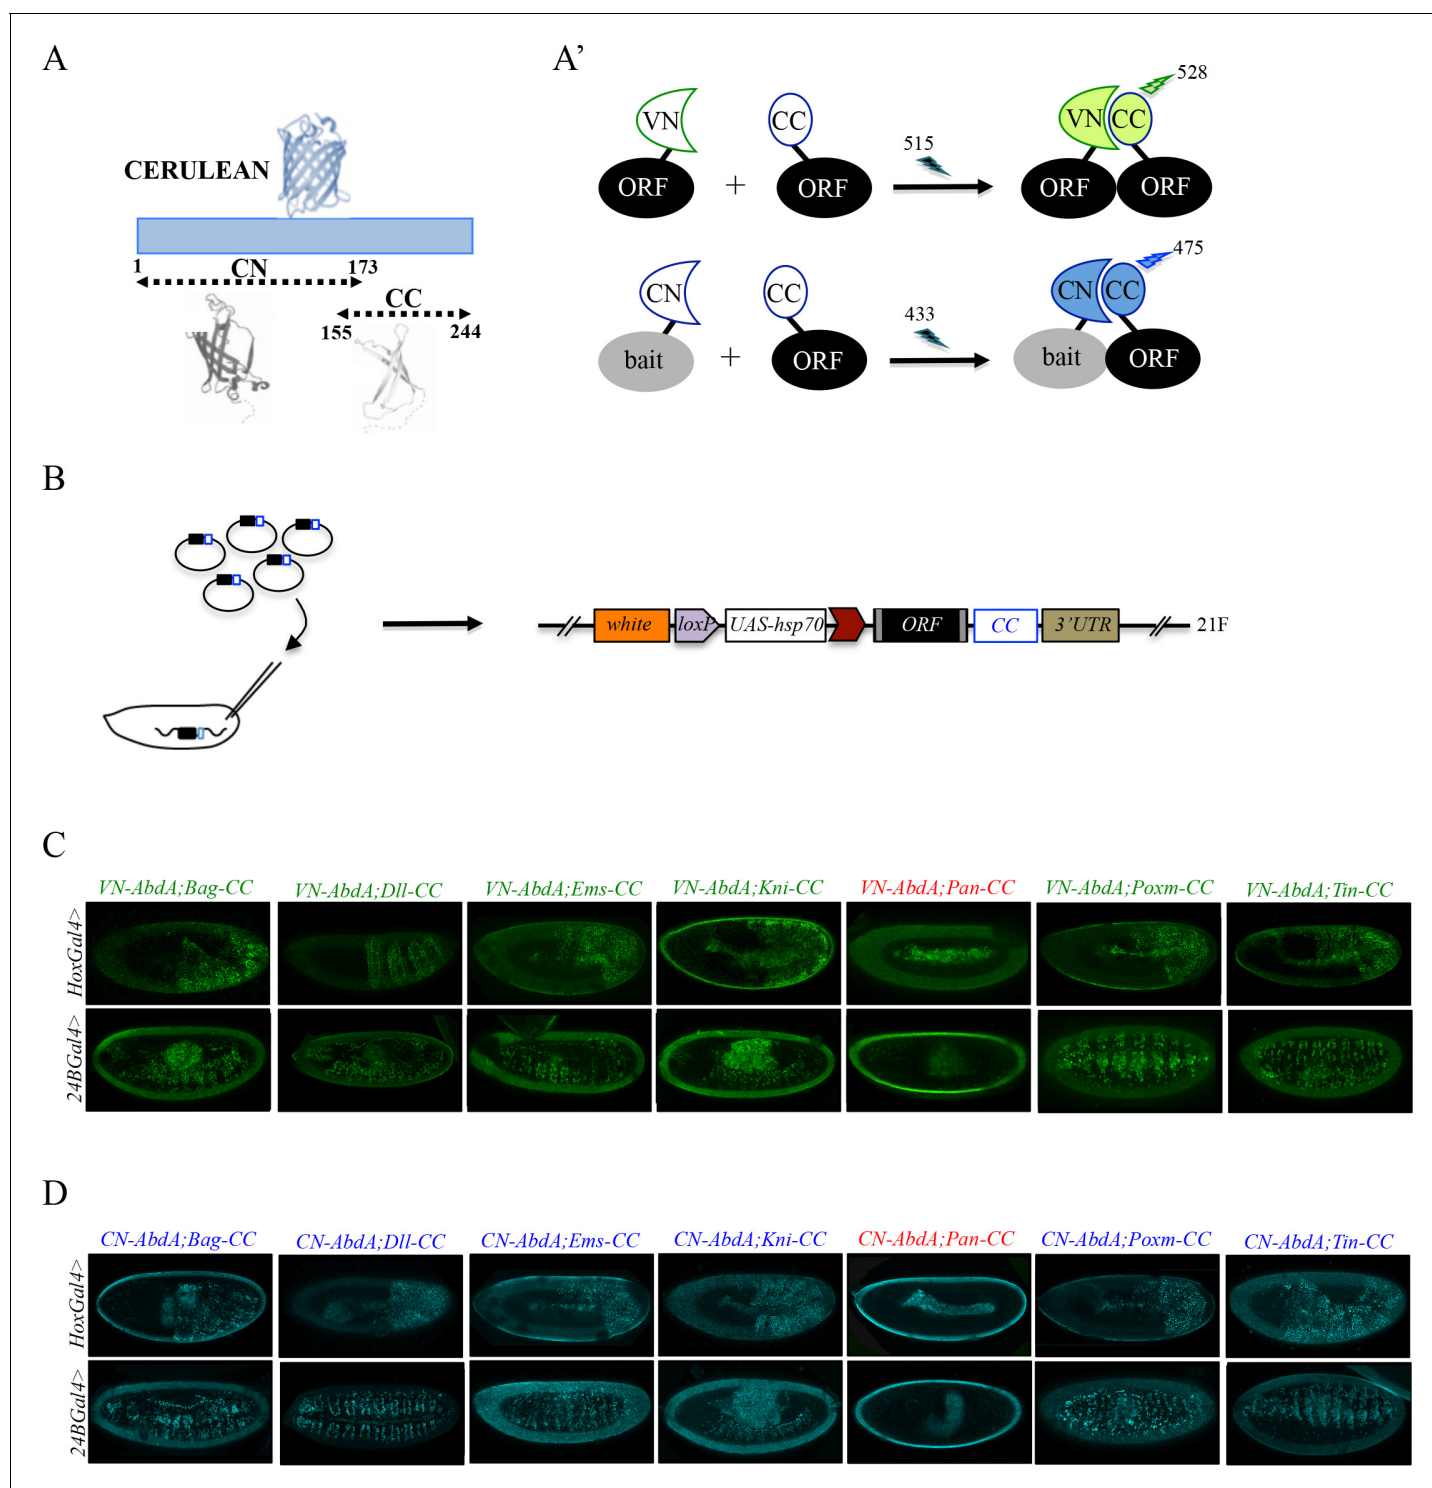 A
A’
528
VN
CC
VN
CC
515
CERULEAN
ORF
+
ORF
ORF
ORF
475
1
CN
173
CN
CC
CN
CC
CC
433
155
244
bait
+
ORF
bait
ORF
B
white
loxP
UAS-hsp70
ORF
CC
3’UTR
21F
C
VN-AbdA;Bag-CC
VN-AbdA;Dll-CC
VN-AbdA;Ems-CC
VN-AbdA;Kni-CC
VN-AbdA;Pan-CC
VN-AbdA;Poxm-CC
VN-AbdA;Tin-CC
HoxGal4>
24BGal4>
D
CN-AbdA;Bag-CC
CN-AbdA;Dll-CC
CN-AbdA;Ems-CC
CN-AbdA;Kni-CC
CN-AbdA;Pan-CC
CN-AbdA;Poxm-CC
CN-AbdA;Tin-CC
HoxGal4>
24BGal4>